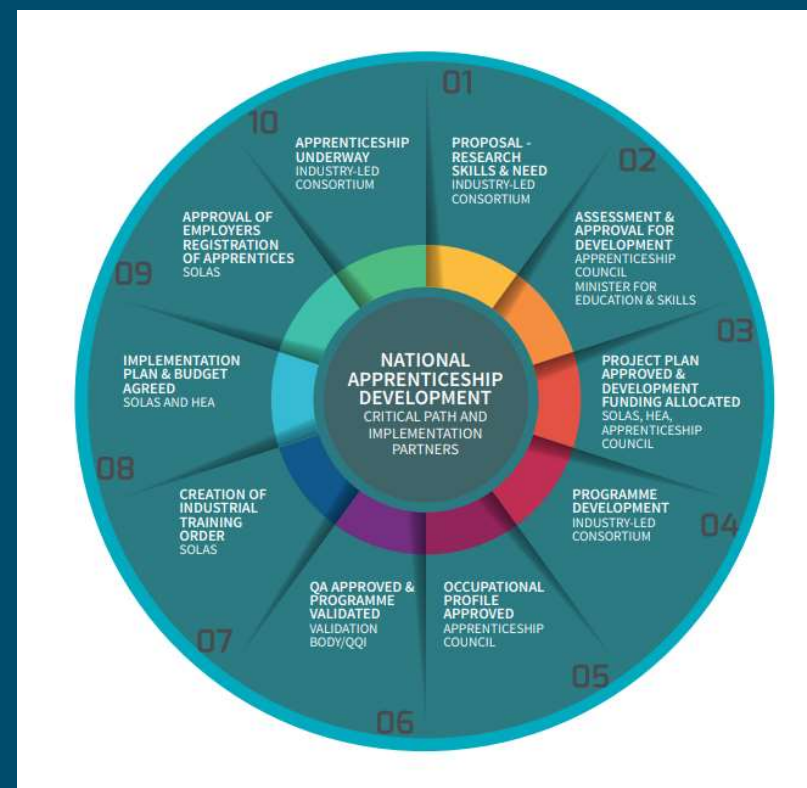 01
PROPOSAL -
RESEARCH
SKILLS & NEED
INDUSTRY-LED
CONSORTIUM
02
ASSESSMENT &
APPROVAL FOR
DEVELOPMENT
APPRENTICESHIP
COUNCIL
MINISTER FOR
EDUCATION & SKILLS
03
PROJECT PLAN
APPROVED &
DEVELOPMENT
FUNDING ALLOCATED
SOLAS, HEA,
APPRENTICESHIP
COUNCIL
04
PROGRAMME
DEVELOPMENT
INDUSTRY-LED
CONSORTIUM
05
OCCUPATIONAL
PROFILE
APPROVED
APPRENTICESHIP
COUNCIL
06
QA APPROVED &
PROGRAMME
VALIDATED
VALIDATION
BODY/QQI
07
CREATION OF
INDUSTRIAL
TRAINING
ORDER
SOLAS
08
IMPLEMENTATION
PLAN & BUDGET
AGREED
SOLAS AND HEA
09
APPROVAL OF
EMPLOYERS
REGISTRATION
OF APPRENTICES
SOLAS
10
APPRENTICESHIP
UNDERWAY
INDUSTRY-LED
CONSORTIUM
NATIONAL
APPRENTICESHIP
DEVELOPMENT
CRITICAL PATH AND
IMPLEMENTATION
PARTNERS